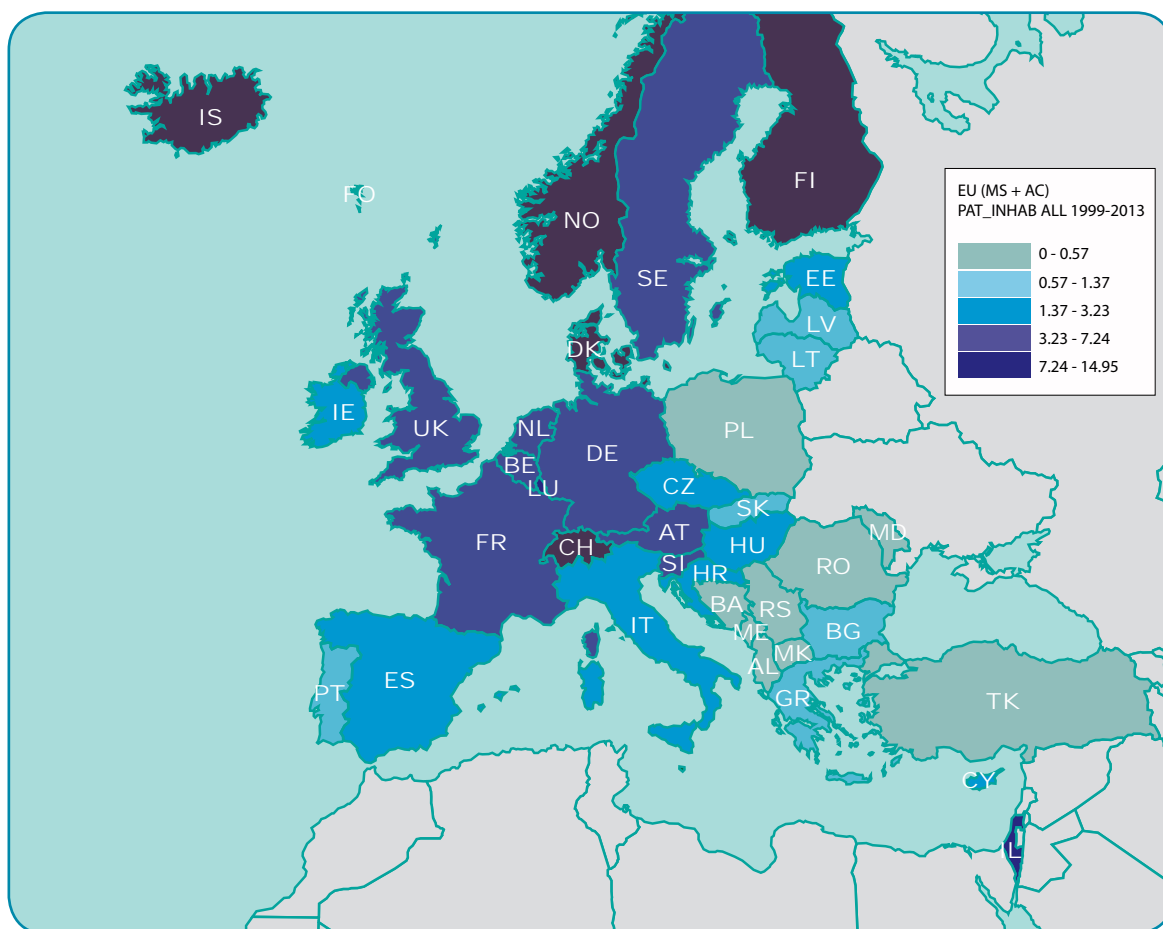 IS
FO
NO
FI
SE
EE
LV
LT
DK
IE
UK
NL
BE
LU
DE
PL
CZ
SK
FR
CH
AT
SI
HU
HR
MD
RO
BA
RS
IT
ME
BG
MK
AL
GR
PT
ES
TK
CY
IL
EU (MS + AC)
PAT_INHAB ALL 1999-2013
0 - 0.57
0.57 - 1.37
1.37 - 3.23
3.23 - 7.24
7.24 - 14.95